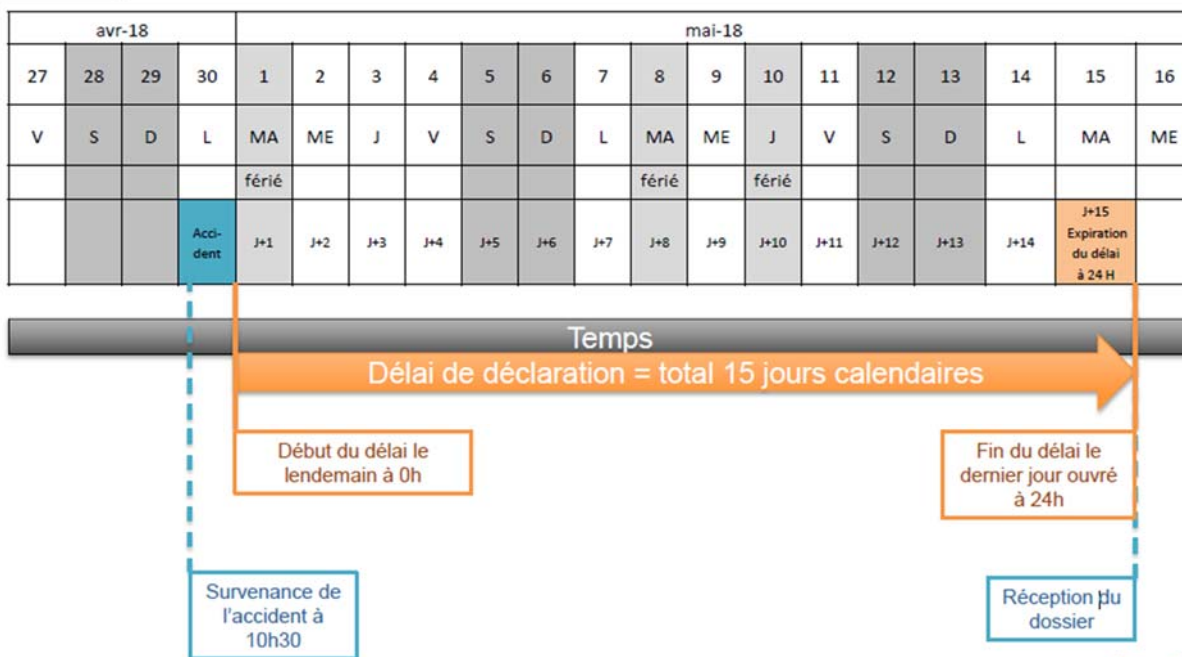 avr-18 mai-18
27 28 29 30 1 2 3 4 5 6 7 8 9 10 11 12 13 14 15 16
V S D L MA ME J V S D L MA ME J V S D L MA ME
férié férié férié
Acci-
dent
J+1 J+2 J+3 J+4 J+5 J+6 J+7 J+8 J+9 J+10 J+11 J+12 J+13 J+14
J+15
Expiration
du délai
à 24 H
Temps
Délai de déclaration = total 15 jours calendaires
Début du délai le
lendemain à 0h
Fin du délai le
dernier jour ouvré
à 24h
Survenance de
l'accident à
10h30
Réception du
dossier